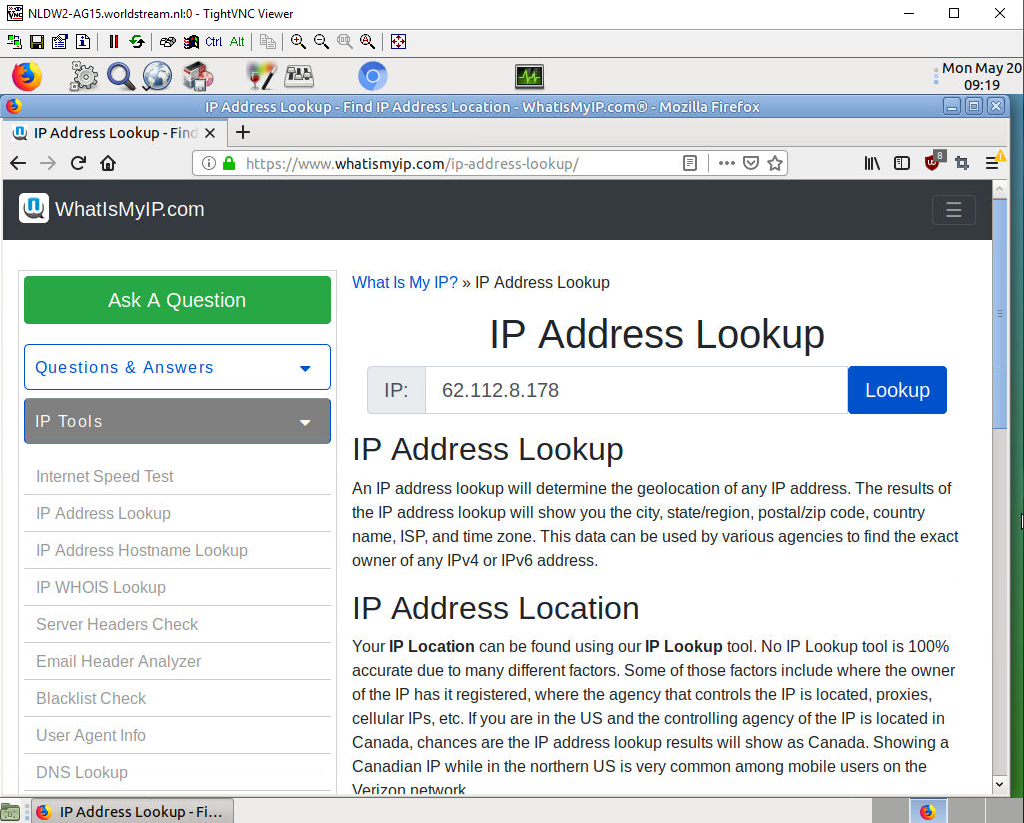 NLDW2-AG15.worldstream.nl:0 - TightVNC Viewer
Ctrl Alt
Mon May 20
09:19
IP Address Lookup - Find IP Address Location - WhatIsMyIP.com® - Mozilla Firefox
IP Address Lookup - Find
https://www.whatismyip.com/ip-address-lookup/
8
WhatIsMyIP.com
Ask A Question
Questions & Answers
IP Tools
Internet Speed Test
IP Address Lookup
IP Address Hostname Lookup
IP WHOIS Lookup
Server Headers Check
Email Header Analyzer
Blacklist Check
User Agent Info
DNS Lookup
What Is My IP? » IP Address Lookup
IP Address Lookup
IP: 62.112.8.178 Lookup
IP Address Lookup
An IP address lookup will determine the geolocation of any IP address. The results of
the IP address lookup will show you the city, state/region, postal/zip code, country
name, ISP, and time zone. This data can be used by various agencies to find the exact
owner of any IPv4 or IPv6 address.
IP Address Location
Your IP Location can be found using our IP Lookup tool. No IP Lookup tool is 100%
accurate due to many different factors. Some of those factors include where the owner
of the IP has it registered, where the agency that controls the IP is located, proxies,
cellular IPs, etc. If you are in the US and the controlling agency of the IP is located in
Canada, chances are the IP address lookup results will show as Canada. Showing a
Canadian IP while in the northern US is very common among mobile users on the
Verizon network.
IP Address Lookup - Fi...